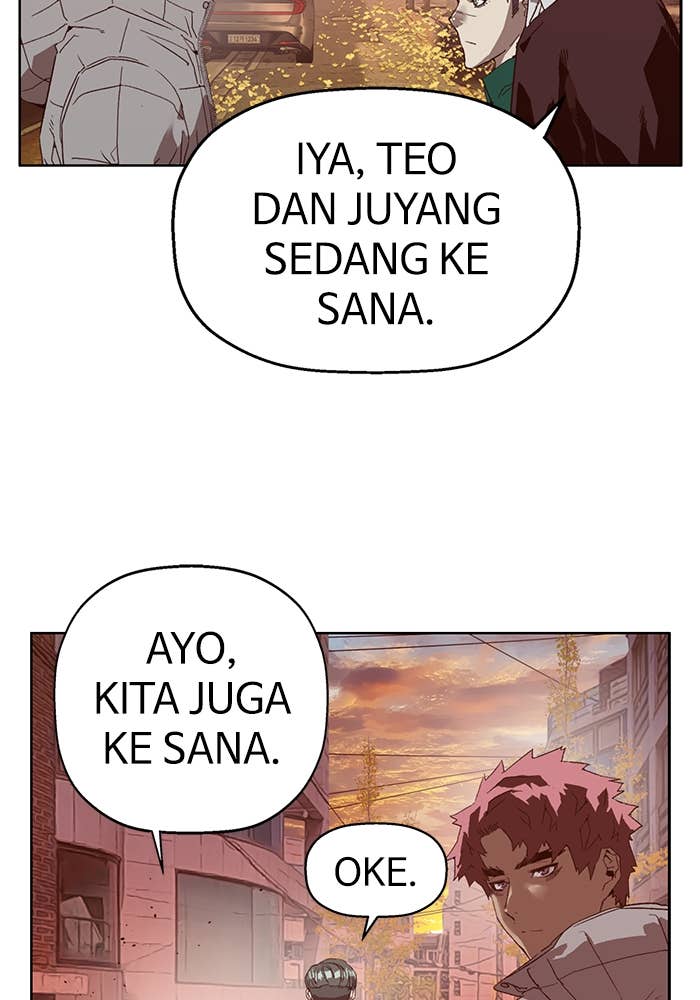 IYA, TEO
DAN JUYANG
SEDANG KE
SANA.
AYO,
KITA JUGA
KE SANA.
OKE.